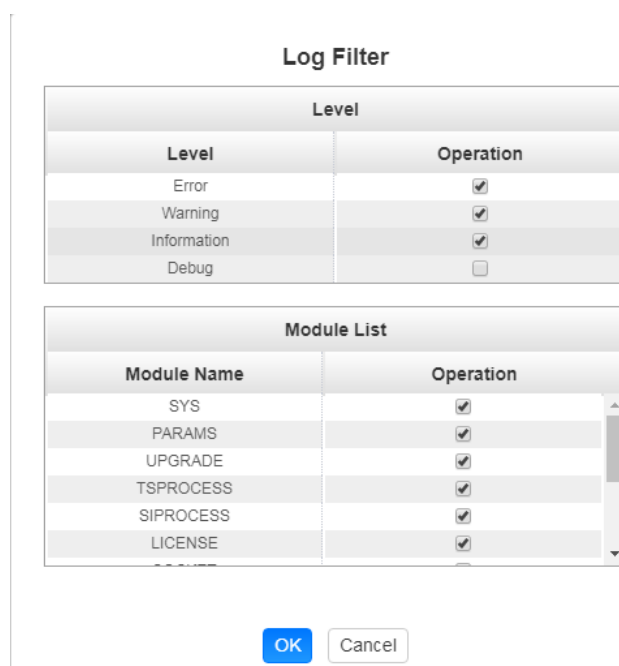 Log Filter
Level
Level Operation
Error
Warning
Information
Debug
Module List
Module Name Operation
SYS
PARAMS
UPGRADE
TSPROCESS
SIPROCESS
LICENSE
OK Cancel